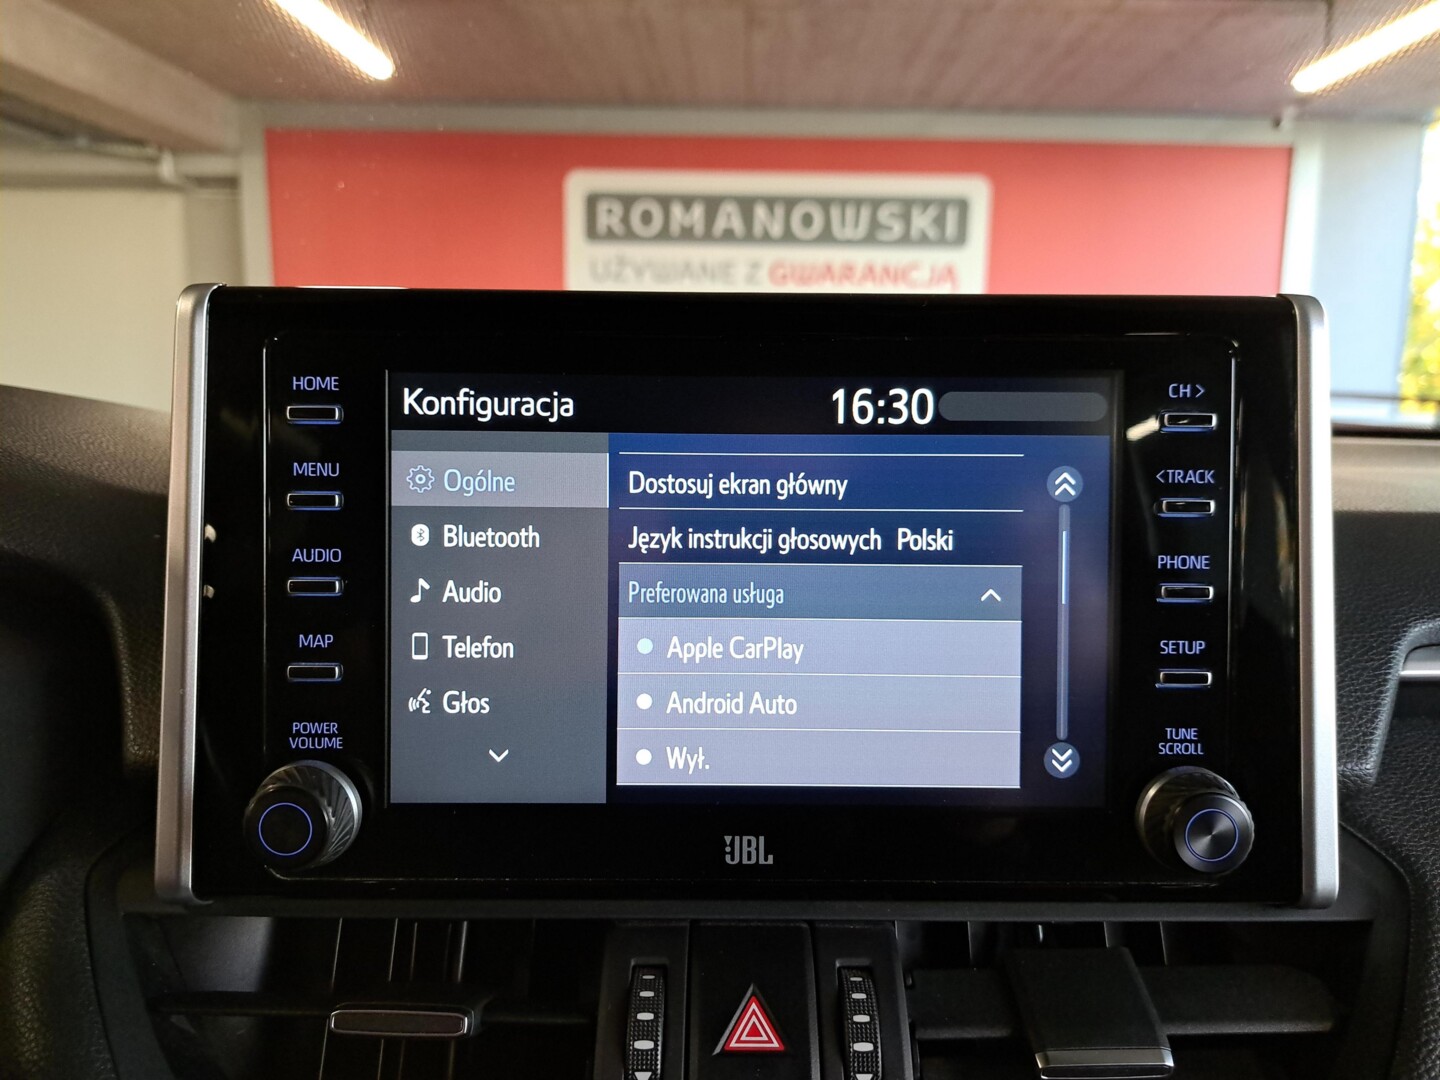 ROMANOWSKI
UŻYWANE Z GWARANCJĄ
HOME
MENU
AUDIO
MAP
POWER
VOLUME
Konfiguracja
16:30
Ogólne
Bluetooth
Audio
Telefon
Głos
Dostosuj ekran główny
Język instrukcji głosowych Polski
Preferowana usługa
Apple CarPlay
Android Auto
Wył.
CH >
< TRACK
PHONE
SETUP
TUNE
SCROLL
JBL